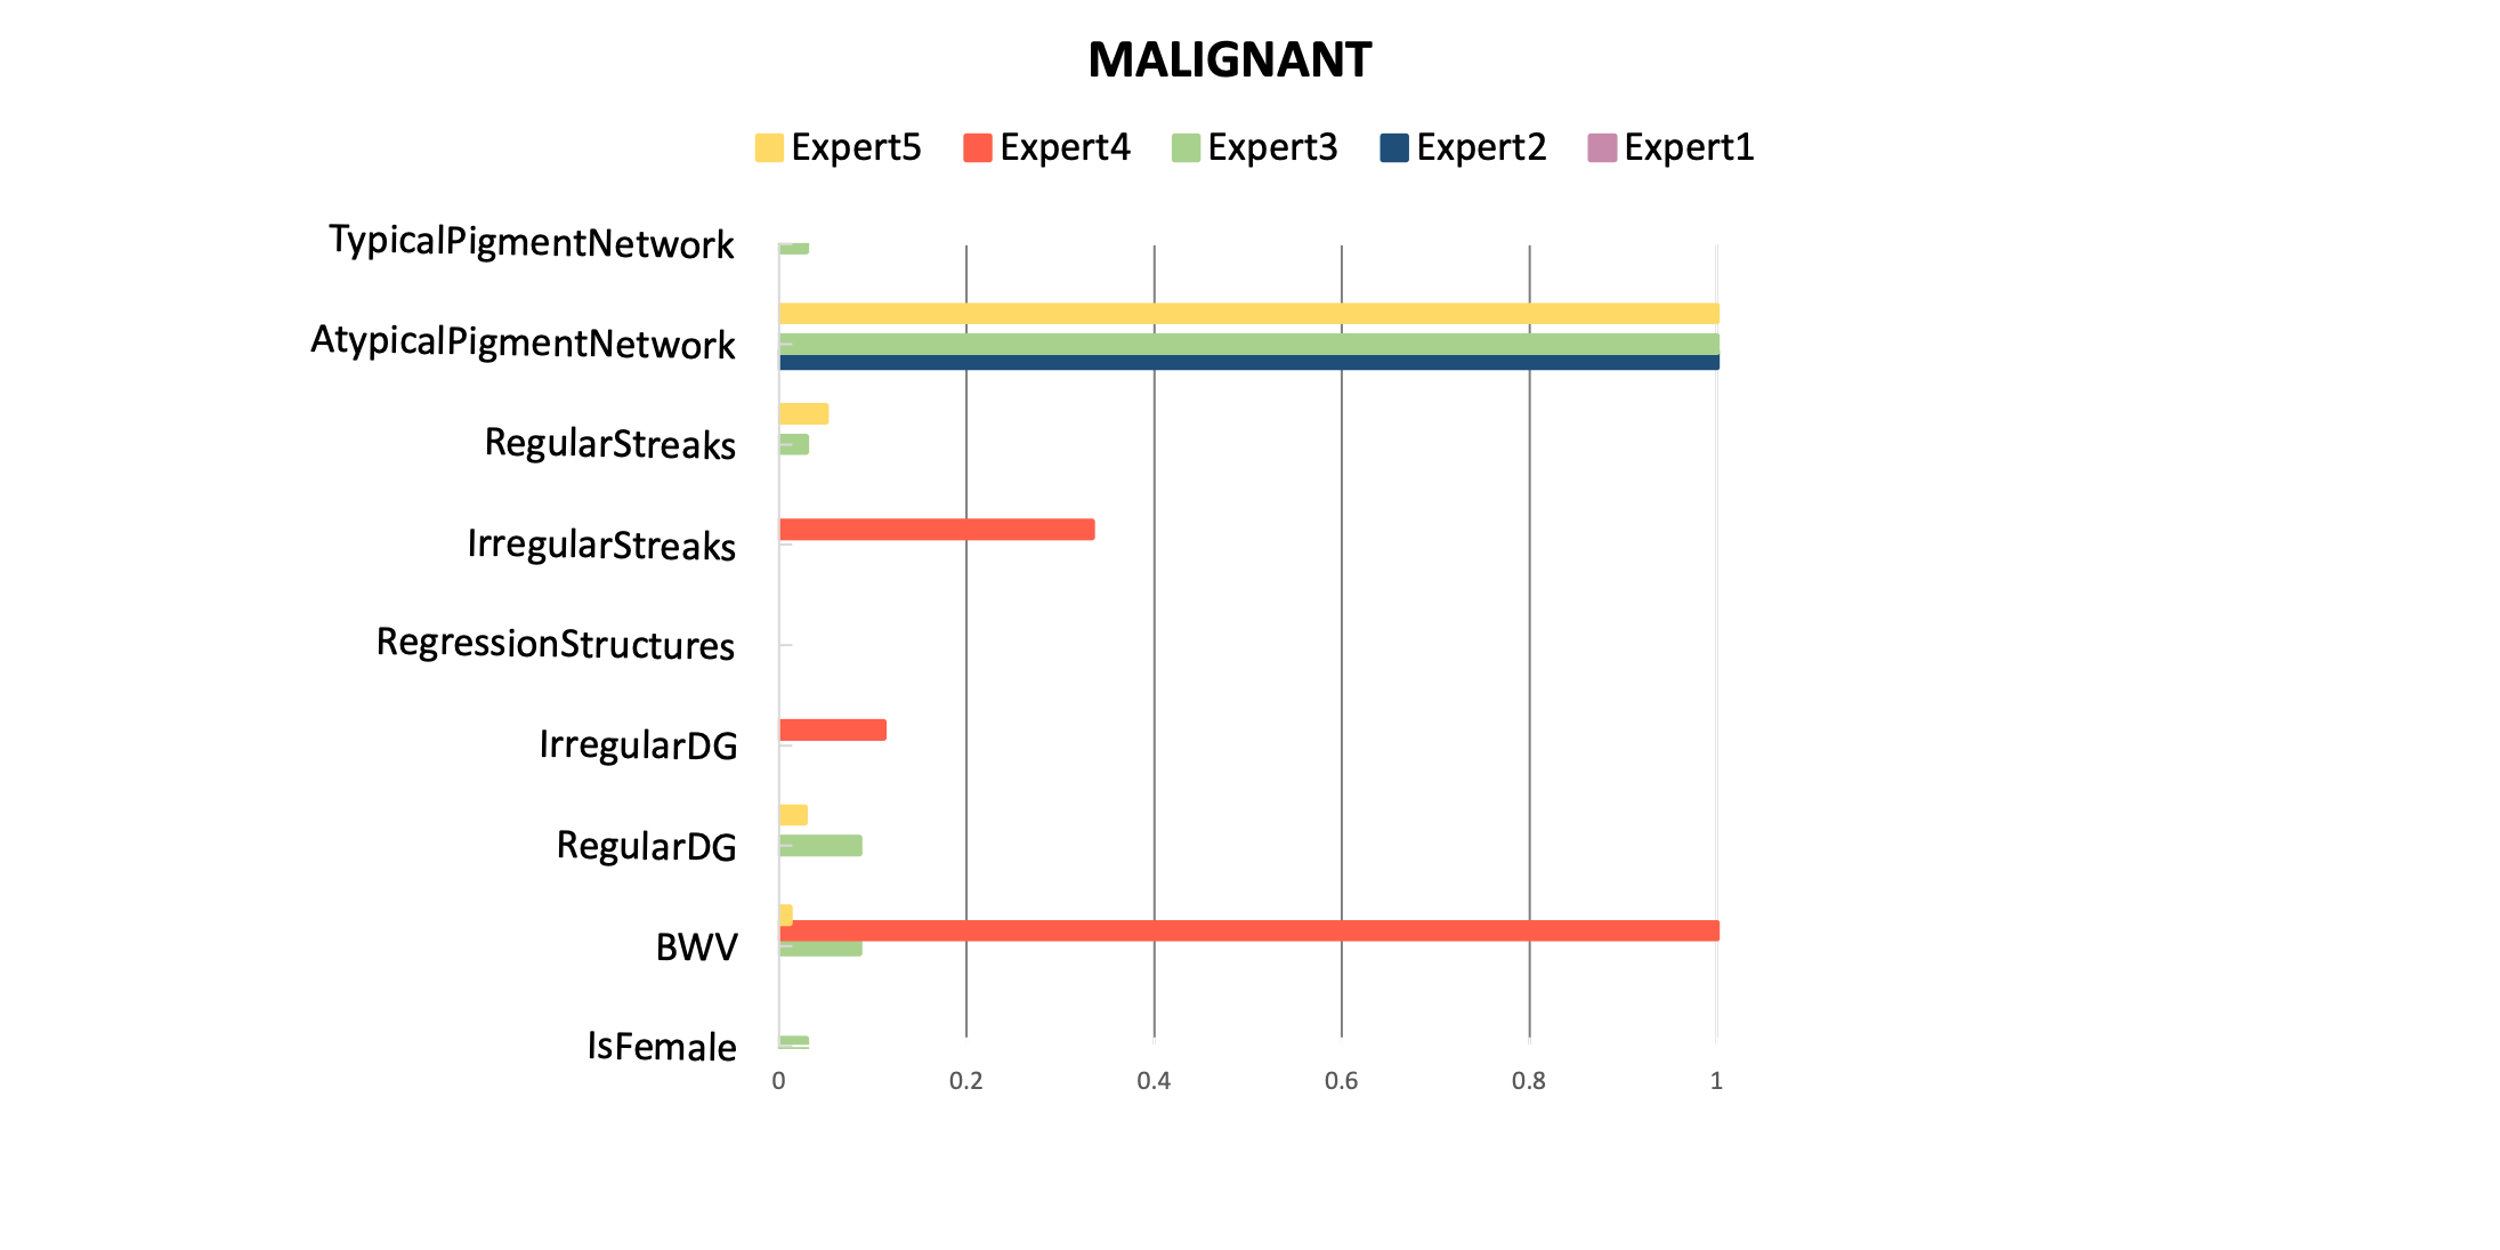 MALIGNANT
Expert5 Expert4 Expert3 Expert2 Expert1
TypicalPigmentNetwork
AtypicalPigmentNetwork
RegularStreaks
IrregularStreaks
RegressionStructures
IrregularDG
RegularDG
BWV
IsFemale
0 0.2 0.4 0.6 0.8 1